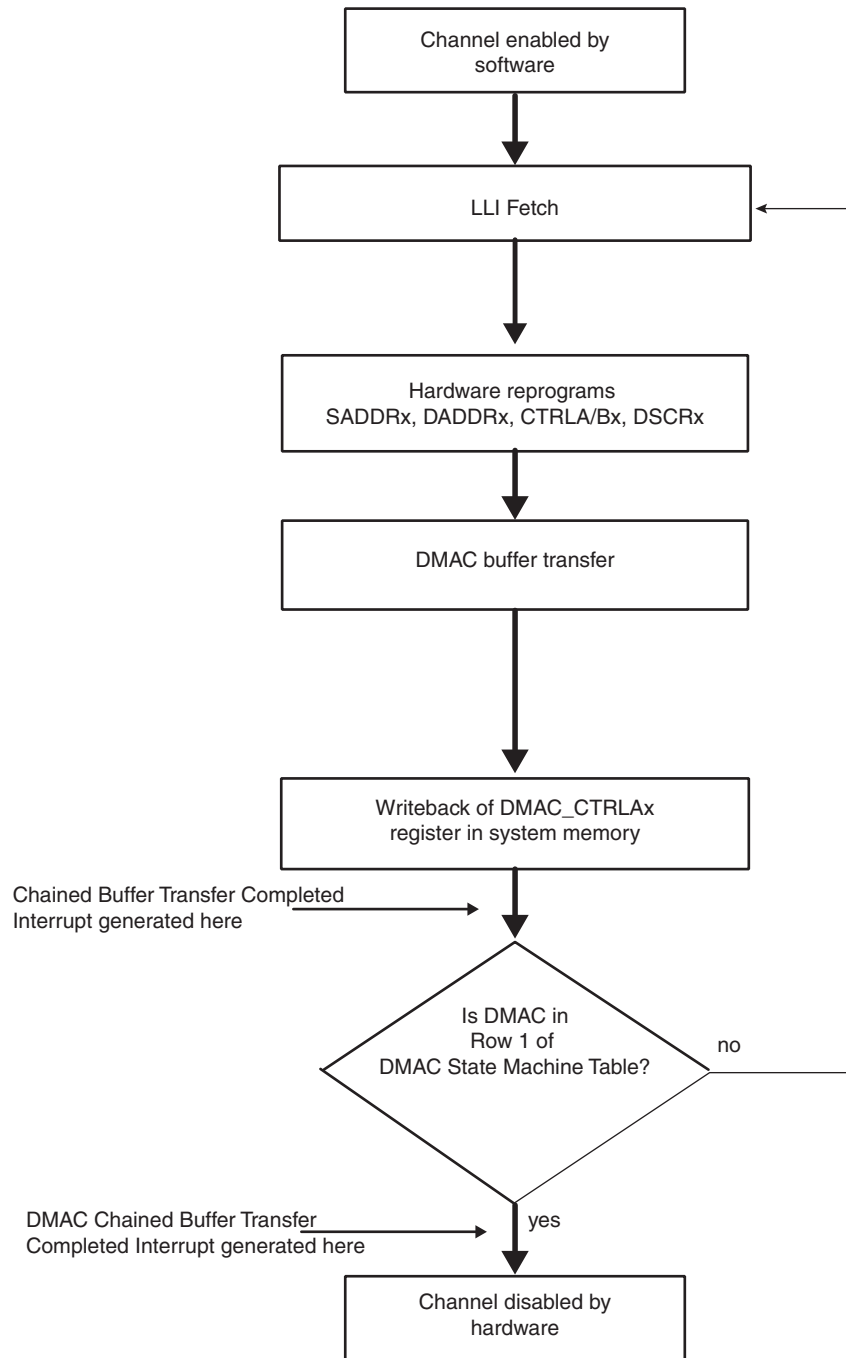 Channel enabled by
software
LLI Fetch
Hardware reprograms
SADDRx, DADDRx, CTRLA/Bx, DSCRx
DMAC buffer transfer
Writeback of DMAC_CTRLAx
register in system memory
Chained Buffer Transfer Completed
Interrupt generated here
Is DMAC in
Row 1 of
DMAC State Machine Table?
no
yes
DMAC Chained Buffer Transfer
Completed Interrupt generated here
Channel disabled by
hardware